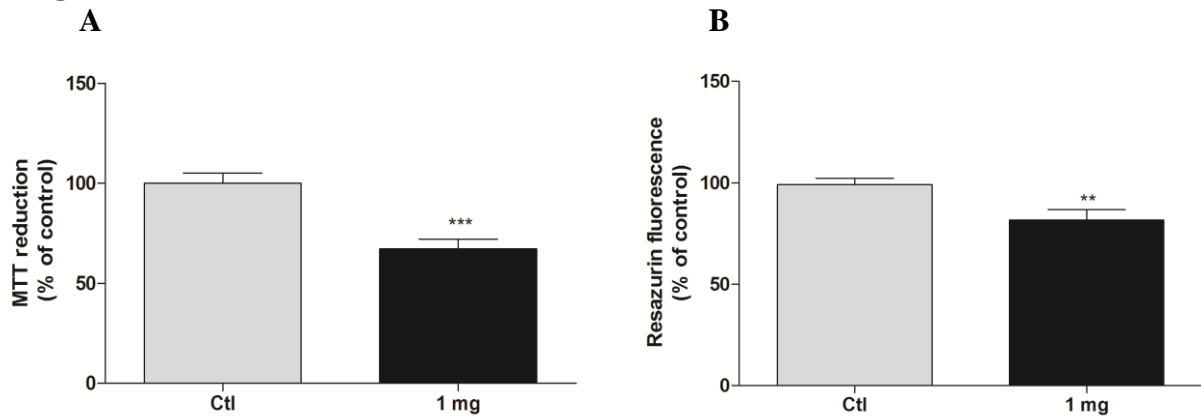 A
150
100
50
0
MTT reduction
(% of control)
***
Ctl
1 mg
B
150
100
50
0
Resazurin fluorescence
(% of control)
**
Ctl
1 mg